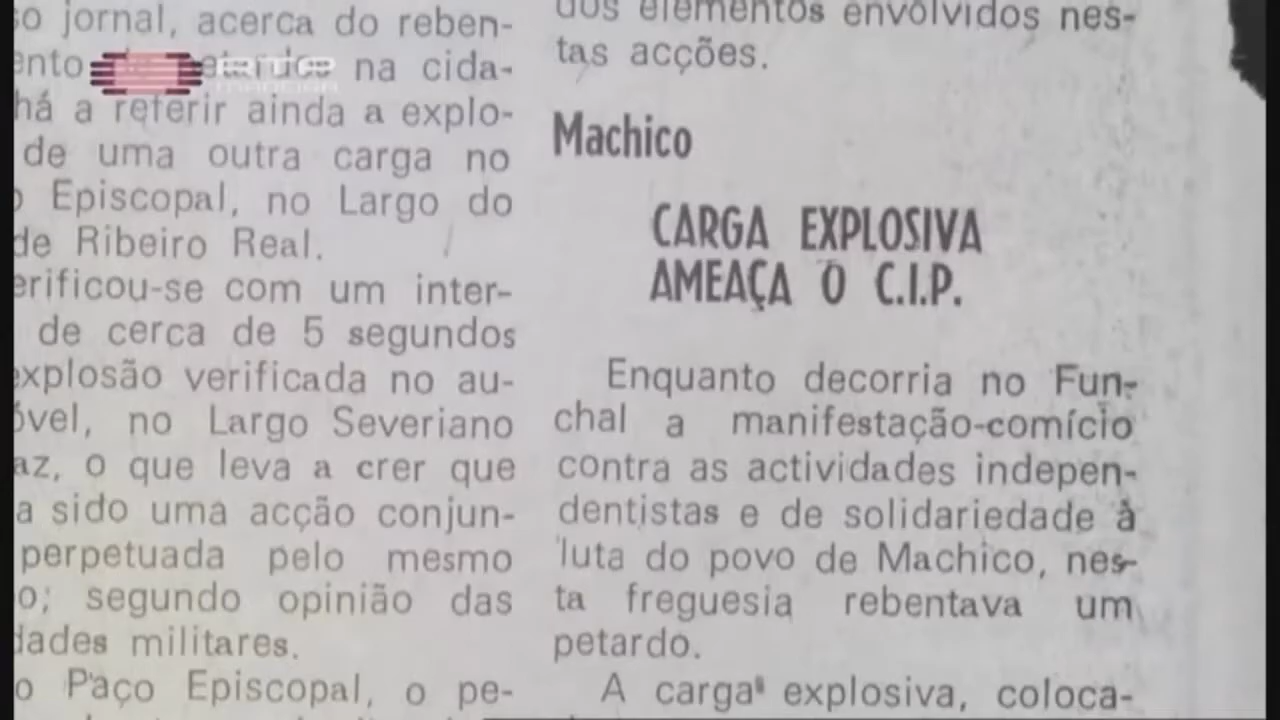 so jornal, acerca do reben-
ento de petardos na cida-
há a referir ainda a explo-
de uma outra carga no
o Episcopal, no Largo do
de Ribeiro Real.
erificou-se com um inter-
de cerca de 5 segundos
explosão verificada no au-
óvel, no Largo Severiano
az, o que leva a crer que
a sido uma acção conjun-
perpetuada pelo mesmo
o; segundo opinião das
dades militares.
o Paço Episcopal, o pe-
dos elementos envolvidos nes-
tas acções.
Machico
CARGA EXPLOSIVA
AMEAÇA O C.I.P.
Enquanto decorria no Fun-
chal a manifestação-comício
contra as actividades indepen-
dentistas e de solidariedade à
luta do povo de Machico, nes-
ta freguesia rebentava um
petardo.
A carga explosiva, coloca-
RTP
MADEIRA